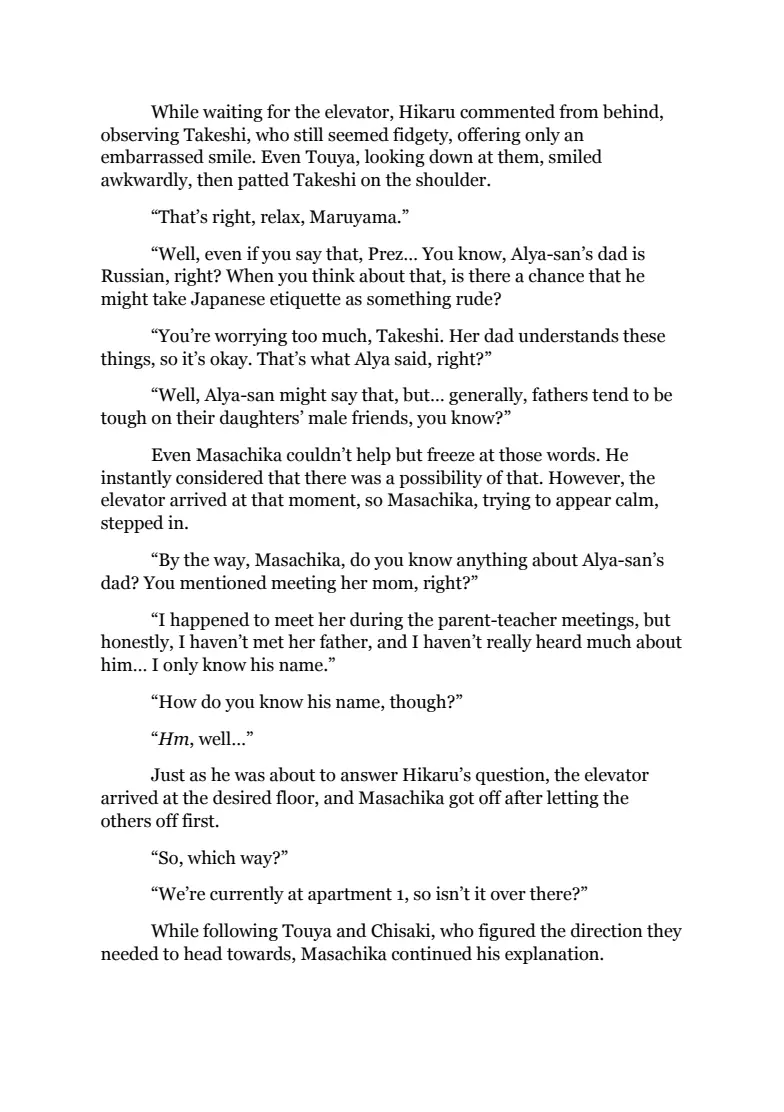 While waiting for the elevator, Hikaru commented from behind,
observing Takeshi, who still seemed fidgety, offering only an
embarrassed smile. Even Touya, looking down at them, smiled
awkwardly, then patted Takeshi on the shoulder.
“That’s right, relax, Maruyama.”
“Well, even if you say that, Prez... You know, Alya-san’s dad is
Russian, right? When you think about that, is there a chance that he
might take Japanese etiquette as something rude?
“You’re worrying too much, Takeshi. Her dad understands these
things, so it’s okay. That’s what Alya said, right?”
“Well, Alya-san might say that, but... generally, fathers tend to be
tough on their daughters’ male friends, you know?”
Even Masachika couldn’t help but freeze at those words. He
instantly considered that there was a possibility of that. However, the
elevator arrived at that moment, so Masachika, trying to appear calm,
stepped in.
“By the way, Masachika, do you know anything about Alya-san’s
dad? You mentioned meeting her mom, right?”
“I happened to meet her during the parent-teacher meetings, but
honestly, I haven’t met her father, and I haven’t really heard much about
him... I only know his name.”
“How do you know his name, though?”
“Hm, well...”
Just as he was about to answer Hikaru’s question, the elevator
arrived at the desired floor, and Masachika got off after letting the
others off first.
“So, which way?”
“We’re currently at apartment 1, so isn’t it over there?”
While following Touya and Chisaki, who figured the direction they
needed to head towards, Masachika continued his explanation.